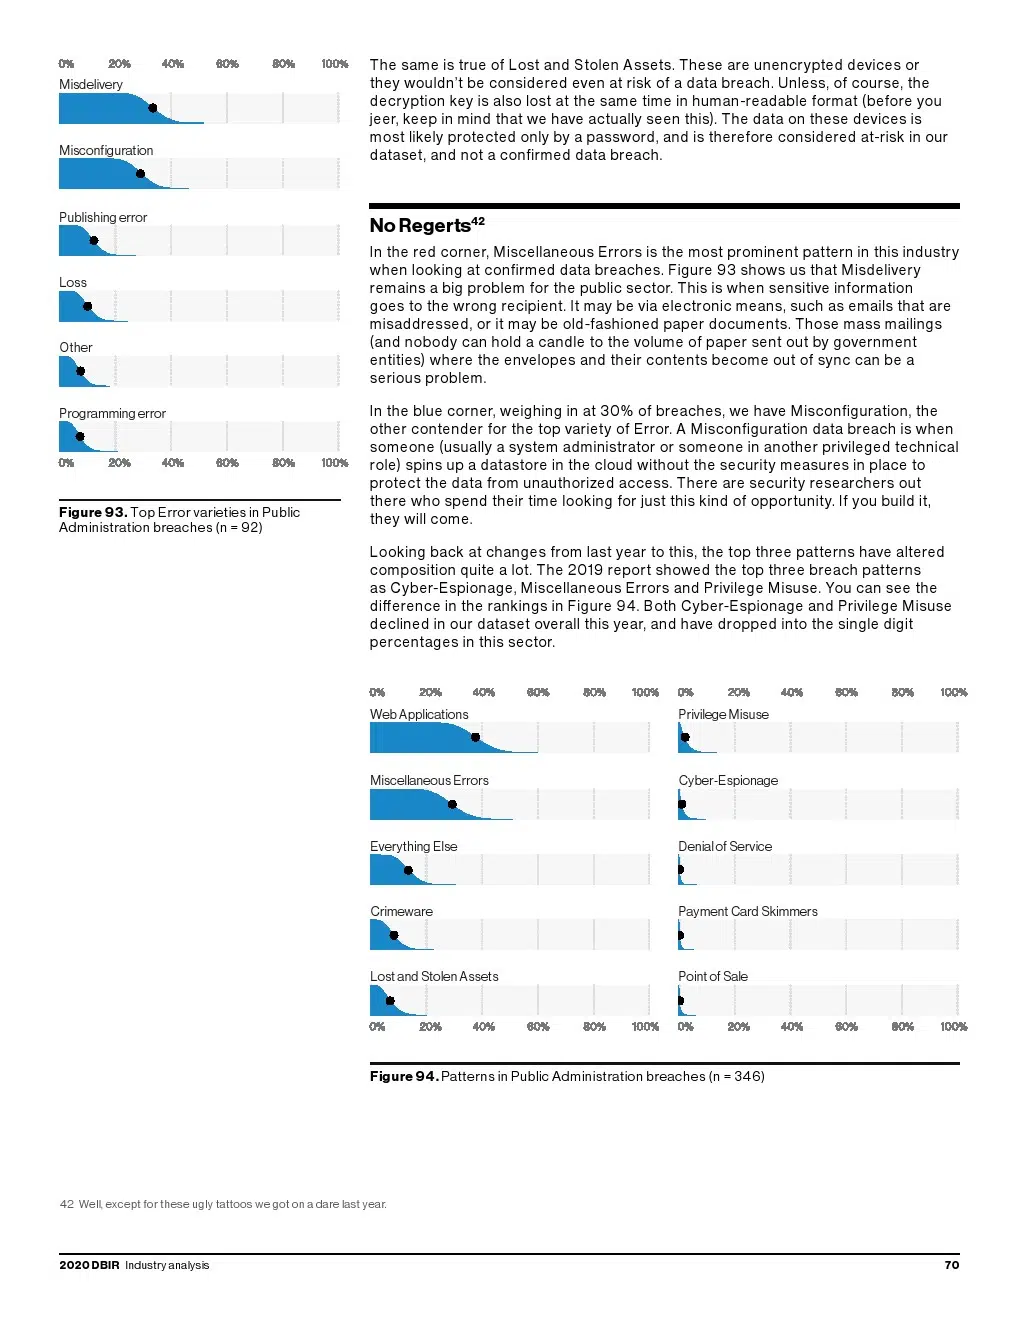 0% 20% 40% 60% 80% 100%
Misdelivery
Misconfiguration
Publishing error
Loss
Other
Programming error
0% 20% 40% 60% 80% 100%
Figure 93. Top Error varieties in Public
Administration breaches (n = 92)
The same is true of Lost and Stolen Assets. These are unencrypted devices or
they wouldn’t be considered even at risk of a data breach. Unless, of course, the
decryption key is also lost at the same time in human-readable format (before you
jeer, keep in mind that we have actually seen this). The data on these devices is
most likely protected only by a password, and is therefore considered at-risk in our
dataset, and not a confirmed data breach.
No Regerts42
In the red corner, Miscellaneous Errors is the most prominent pattern in this industry
when looking at confirmed data breaches. Figure 93 shows us that Misdelivery
remains a big problem for the public sector. This is when sensitive information
goes to the wrong recipient. It may be via electronic means, such as emails that are
misaddressed, or it may be old-fashioned paper documents. Those mass mailings
(and nobody can hold a candle to the volume of paper sent out by government
entities) where the envelopes and their contents become out of sync can be a
serious problem.
In the blue corner, weighing in at 30% of breaches, we have Misconfiguration, the
other contender for the top variety of Error. A Misconfiguration data breach is when
someone (usually a system administrator or someone in another privileged technical
role) spins up a datastore in the cloud without the security measures in place to
protect the data from unauthorized access. There are security researchers out
there who spend their time looking for just this kind of opportunity. If you build it,
they will come.
Looking back at changes from last year to this, the top three patterns have altered
composition quite a lot. The 2019 report showed the top three breach patterns
as Cyber-Espionage, Miscellaneous Errors and Privilege Misuse. You can see the
difference in the rankings in Figure 94. Both Cyber-Espionage and Privilege Misuse
declined in our dataset overall this year, and have dropped into the single digit
percentages in this sector.
0% 20% 40% 60% 80% 100%
Web Applications
Miscellaneous Errors
Everything Else
Crimeware
Lost and Stolen Assets
0% 20% 40% 60% 80% 100%
0% 20% 40% 60% 80% 100%
Privilege Misuse
Cyber-Espionage
Denial of Service
Payment Card Skimmers
Point of Sale
0% 20% 40% 60% 80% 100%
Figure 94. Patterns in Public Administration breaches (n = 346)
42 Well, except for these ugly tattoos we got on a dare last year.
2020 DBIR Industry analysis
70